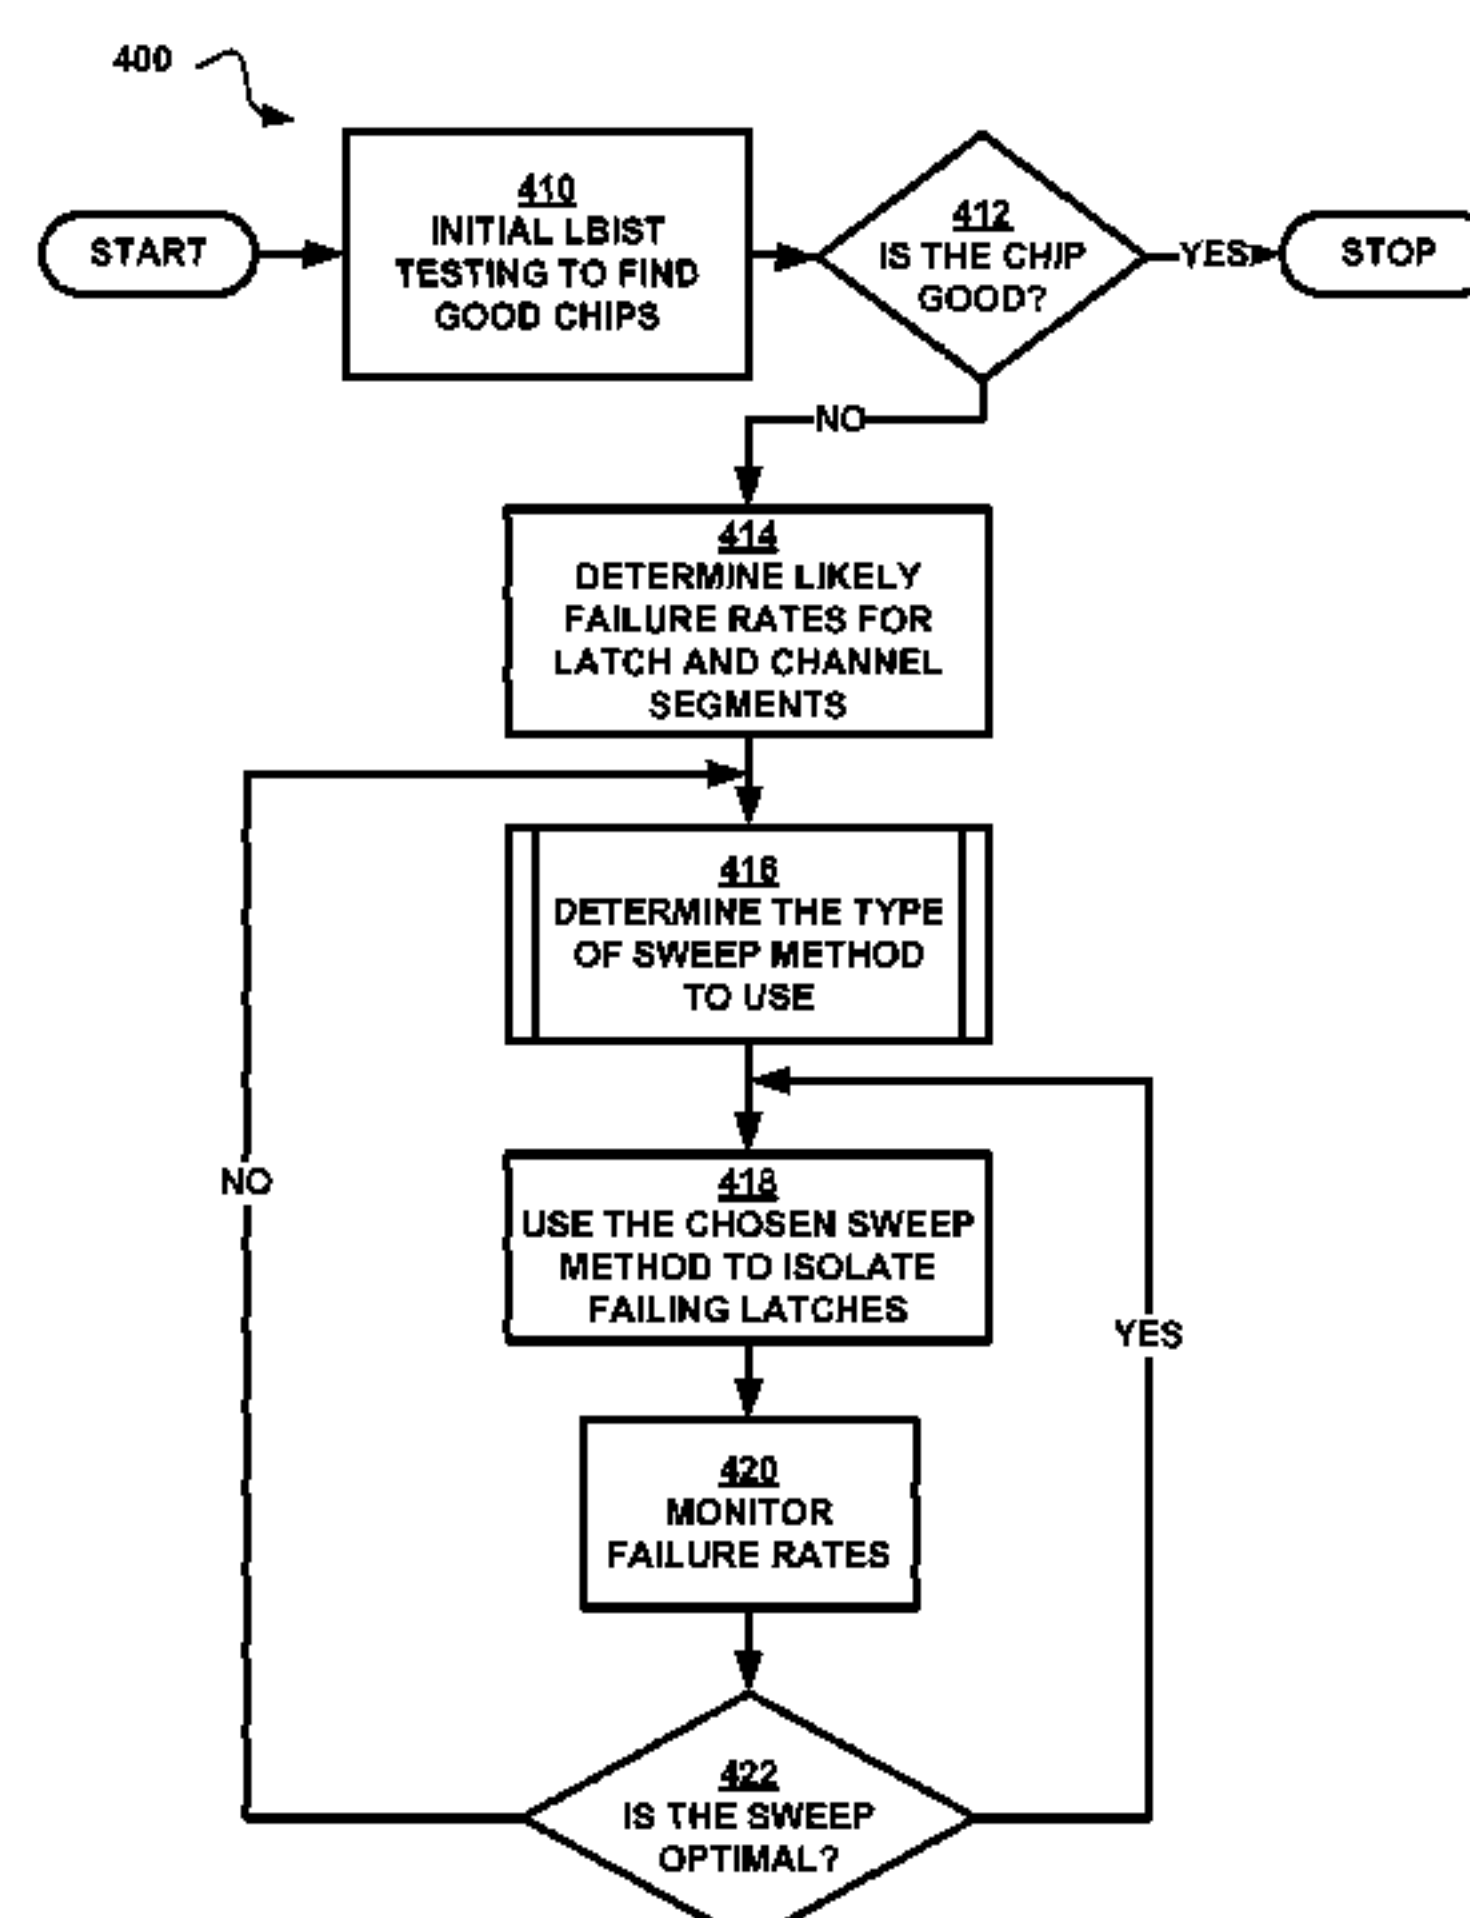 400
START
410
INITIAL LBIST
TESTING TO FIND
GOOD CHIPS
412
IS THE CHIP
GOOD?
YES
STOP
NO
414
DETERMINE LIKELY
FAILURE RATES FOR
LATCH AND CHANNEL
SEGMENTS
416
DETERMINE THE TYPE
OF SWEEP METHOD
TO USE
NO
418
USE THE CHOSEN SWEEP
METHOD TO ISOLATE
FAILING LATCHES
YES
420
MONITOR
FAILURE RATES
422
IS THE SWEEP
OPTIMAL?